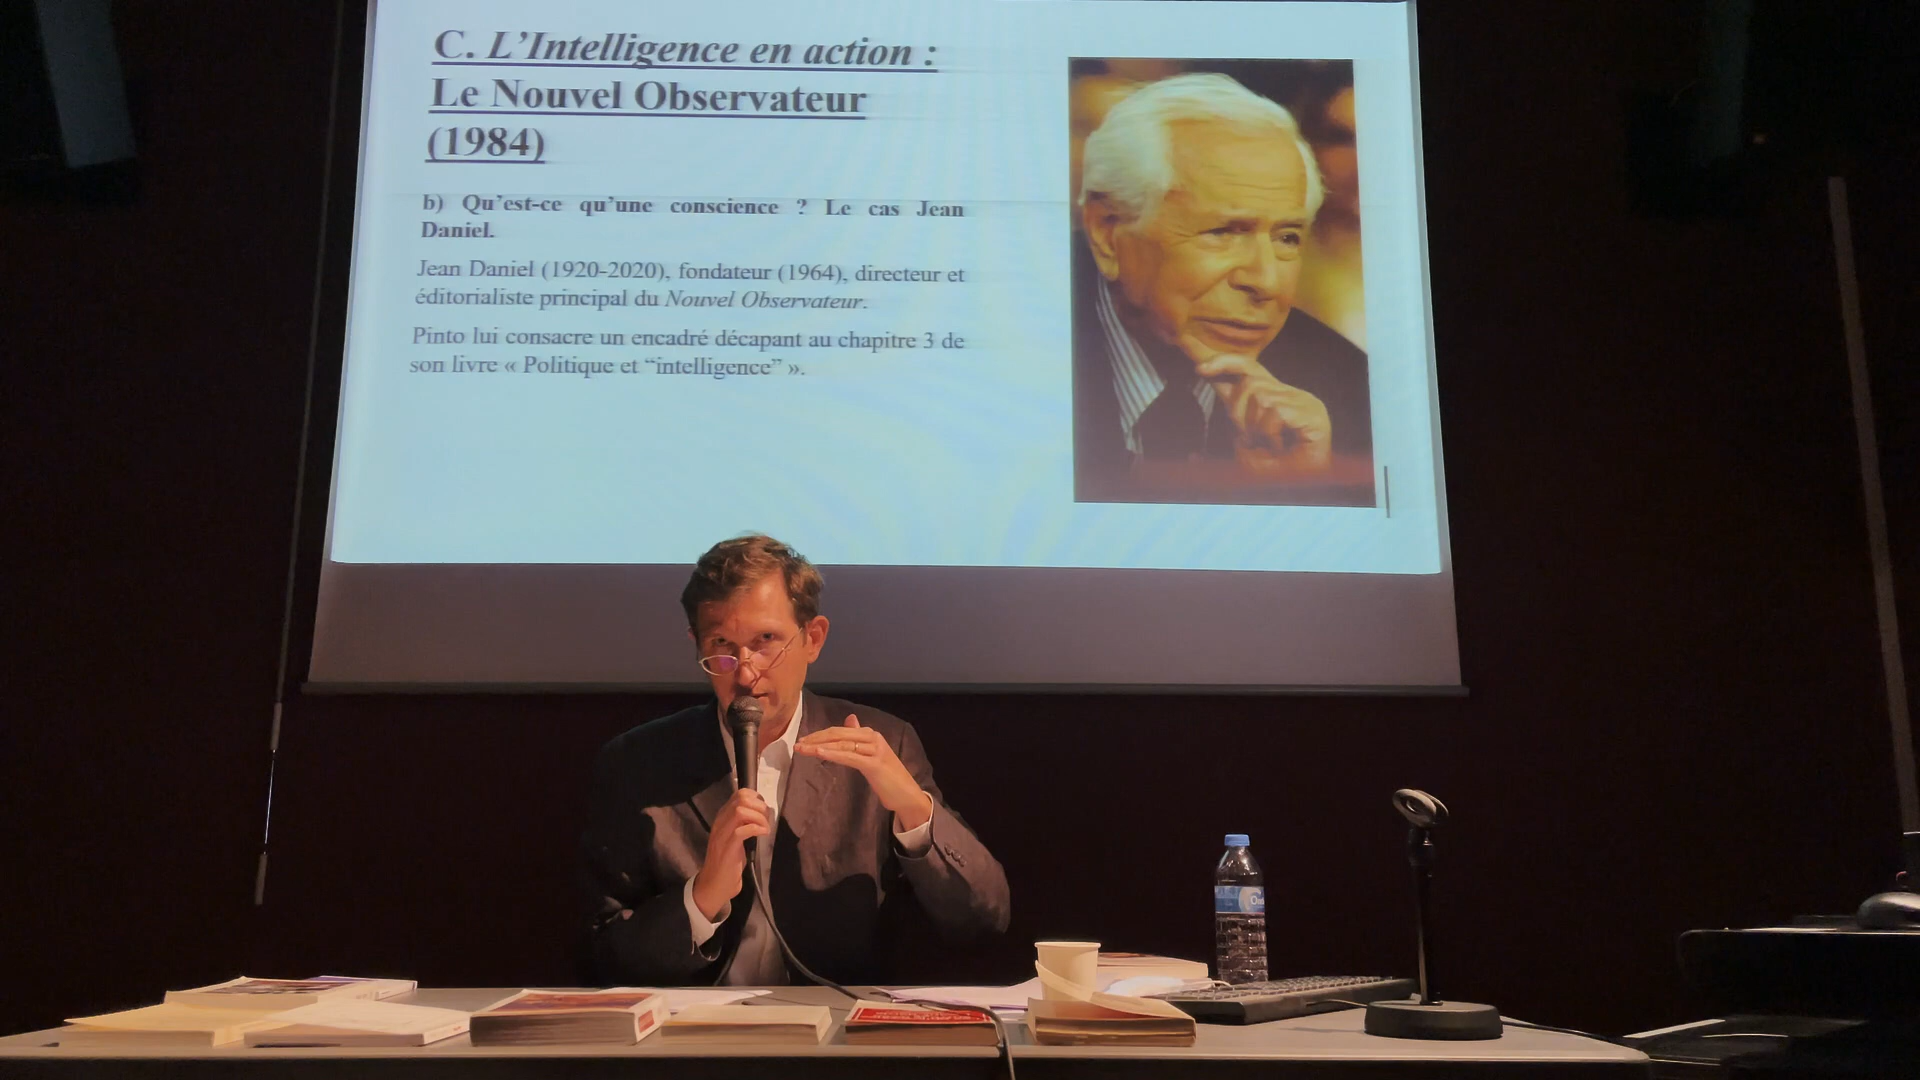 C. L’Intelligence en action :
Le Nouvel Observateur
(1984)
b) Qu’est-ce qu’une conscience ? Le cas Jean
Daniel.
Jean Daniel (1920-2020), fondateur (1964), directeur et
éditorialiste principal du Nouvel Observateur.
Pinto lui consacre un encadré décapant au chapitre 3 de
son livre « Politique et “intelligence” ».